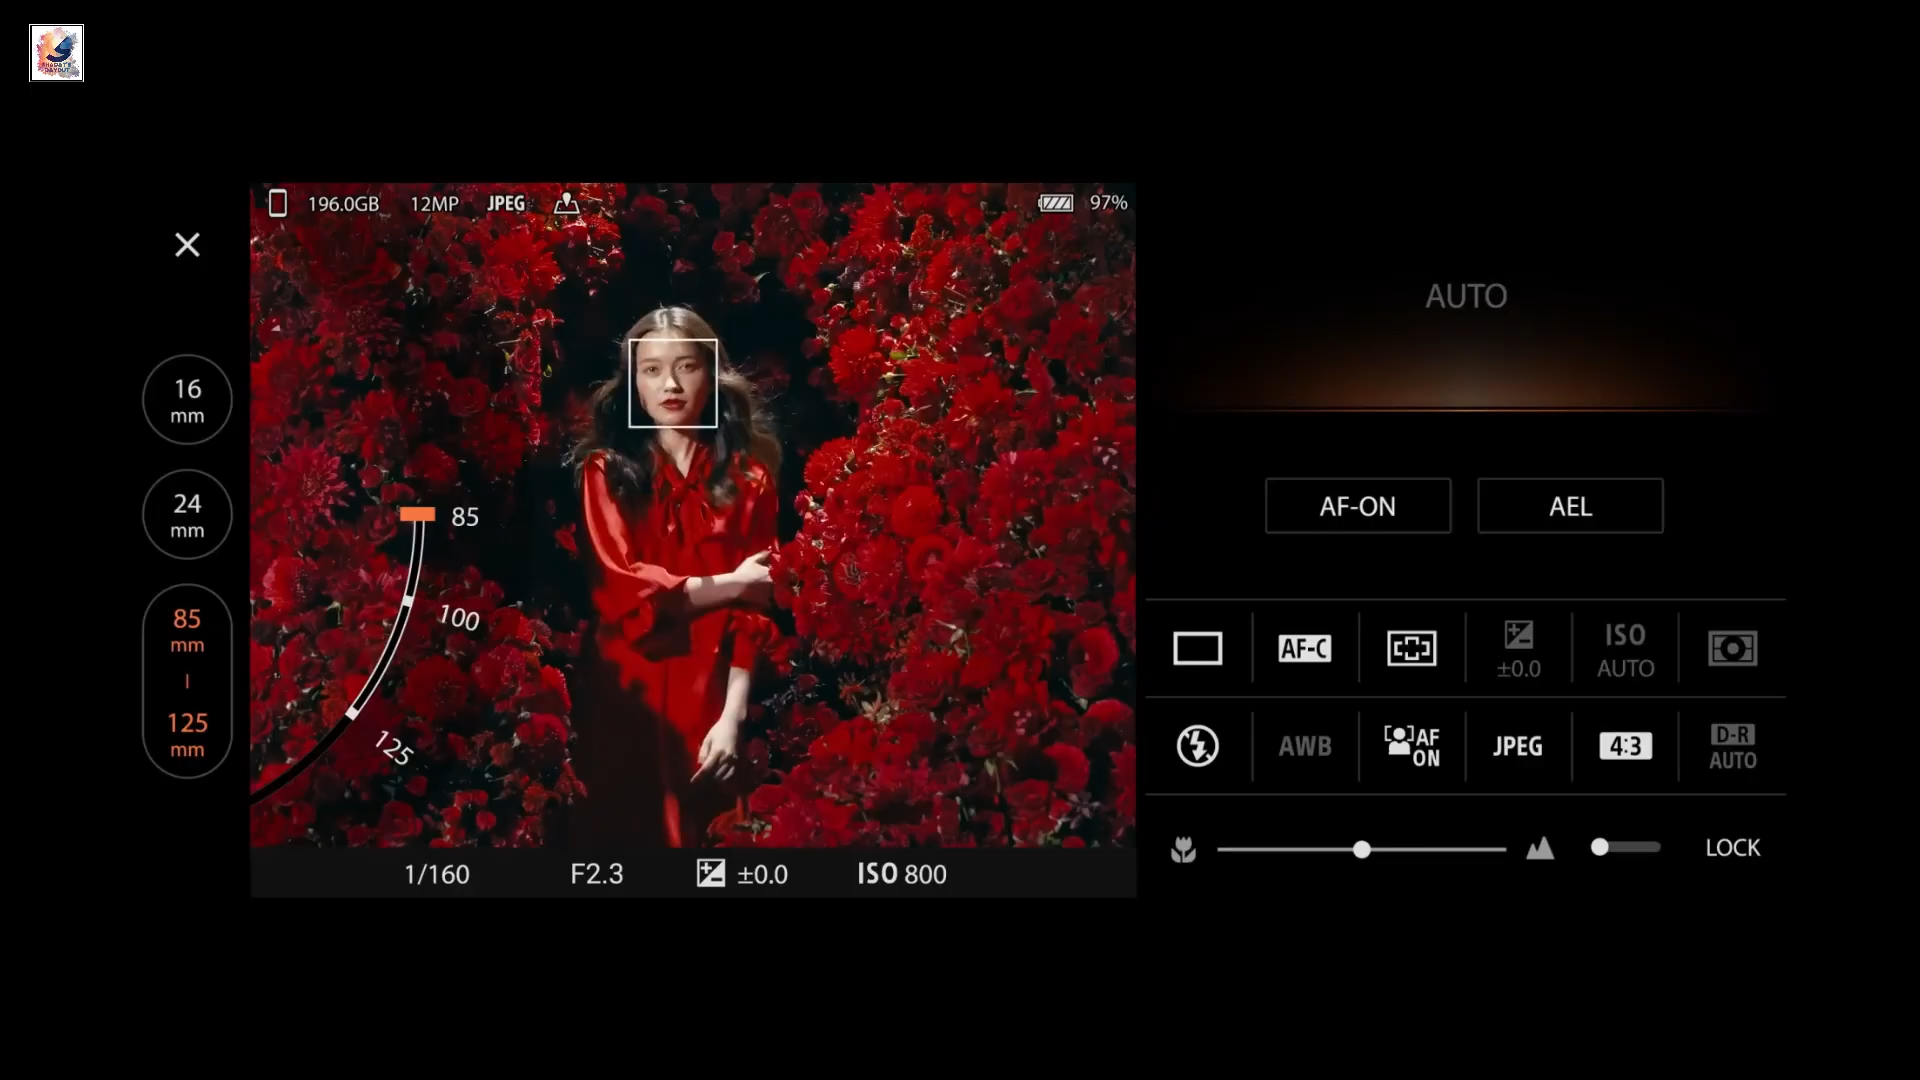 196.0GB 12MP JPEG 97%
16
mm
24
mm
85
mm
125
mm
85
100
125
1/160 F2.3 ±0.0 ISO 800
AUTO
AF-ON AEL
AF-C ±0.0 ISO AUTO
AWB AF ON JPEG 4:3 D-R AUTO
LOCK